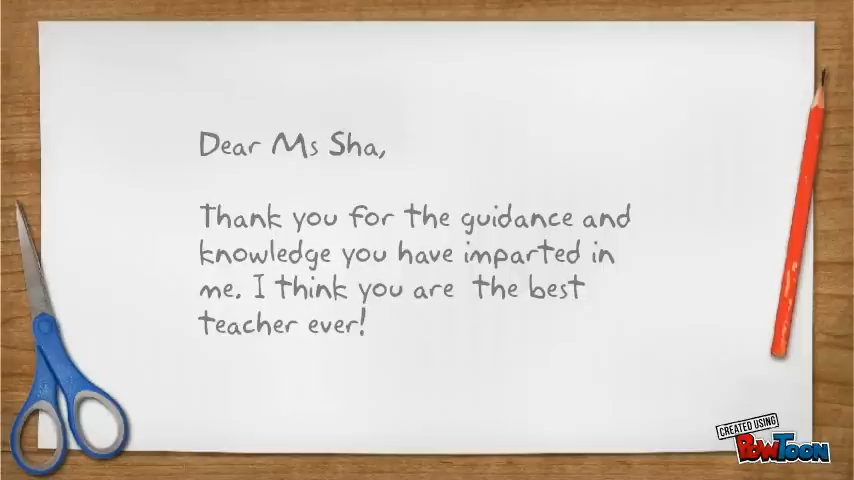 Dear Ms Sha,
Thank you for the guidance and
knowledge you have imparted in
me. I think you are the best
teacher ever!
CREATED USING
POWTOON